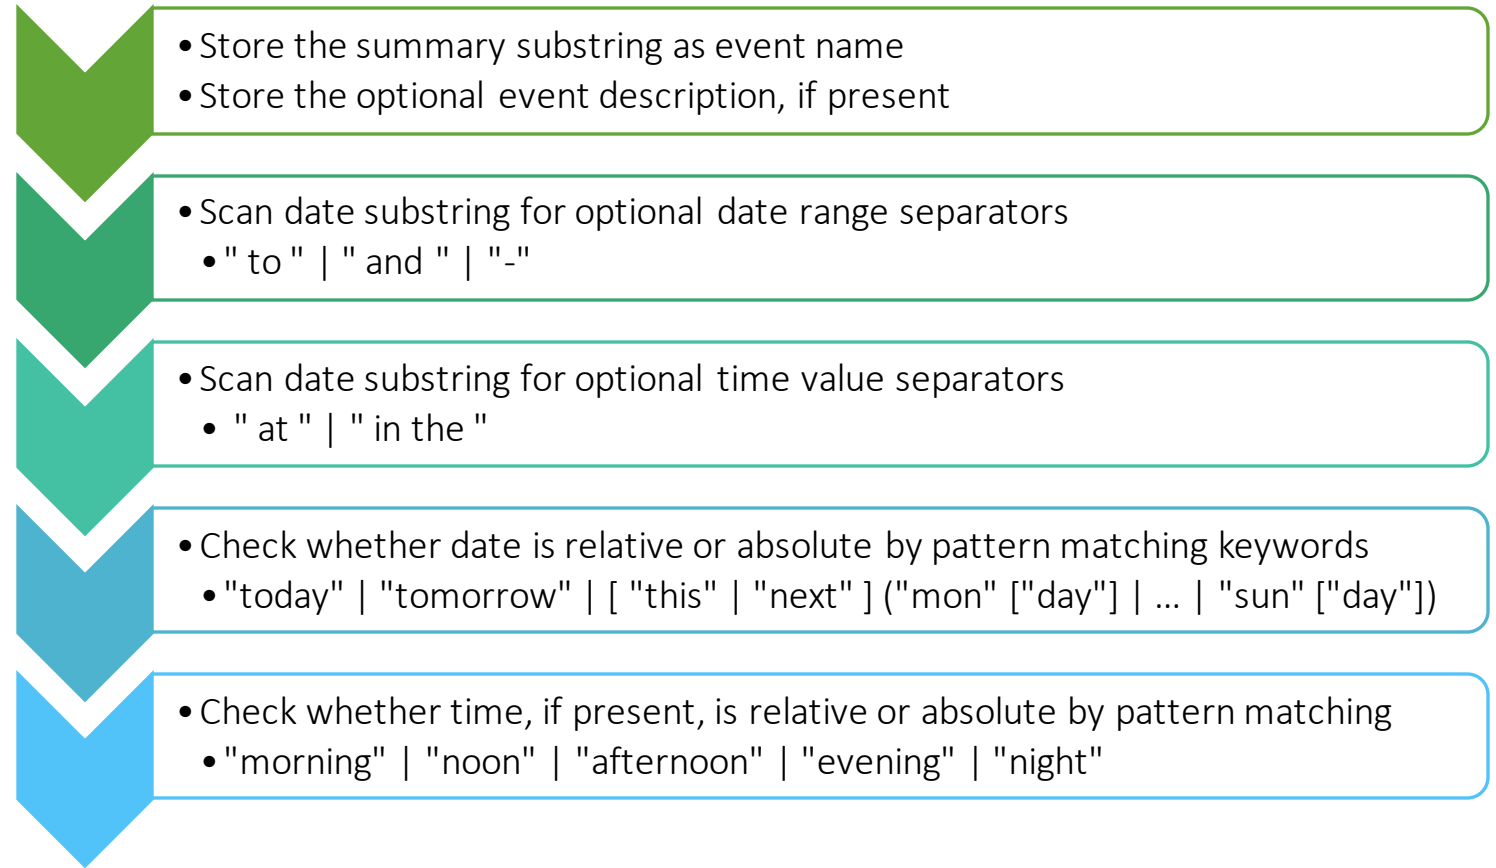 • Store the summary substring as event name
• Store the optional event description, if present
• Scan date substring for optional date range separators
• " to " | " and " | "-"
• Scan date substring for optional time value separators
• " at " | " in the "
• Check whether date is relative or absolute by pattern matching keywords
• "today" | "tomorrow" | [ "this" | "next" ] ("mon" ["day"] | ... | "sun" ["day"])
• Check whether time, if present, is relative or absolute by pattern matching
• "morning" | "noon" | "afternoon" | "evening" | "night"